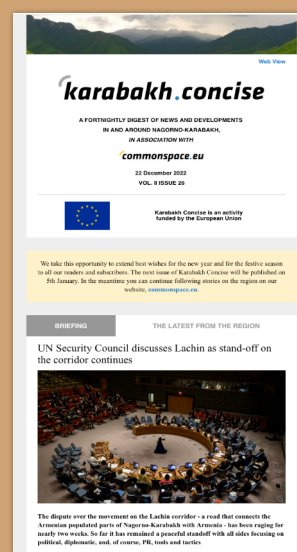 Web View
karabakh.concise
A FORTNIGHTLY DIGEST OF NEWS AND DEVELOPMENTS
IN AND AROUND NAGORNO-KARABAKH,
IN ASSOCIATION WITH
commonspace.eu
22 December 2022
VOL. II ISSUE 26
Karabakh Concise is an activity
funded by the European Union
We take this opportunity to extend best wishes for the new year and for the festive season
to all our readers and subscribers. The next issue of Karabakh Concise will be published on
5th January. In the meantime you can continue following stories on the region on our
website, commonspace.eu.
BRIEFING
THE LATEST FROM THE REGION
UN Security Council discusses Lachin as stand-off on
the corridor continues
The dispute over the movement on the Lachin corridor - a road that connects the
Armenian populated parts of Nagorno-Karabakh with Armenia - has been raging for
nearly two weeks. So far it has remained a peaceful standoff with all sides focusing on
political, diplomatic, and, of course, PR, tools and tactics